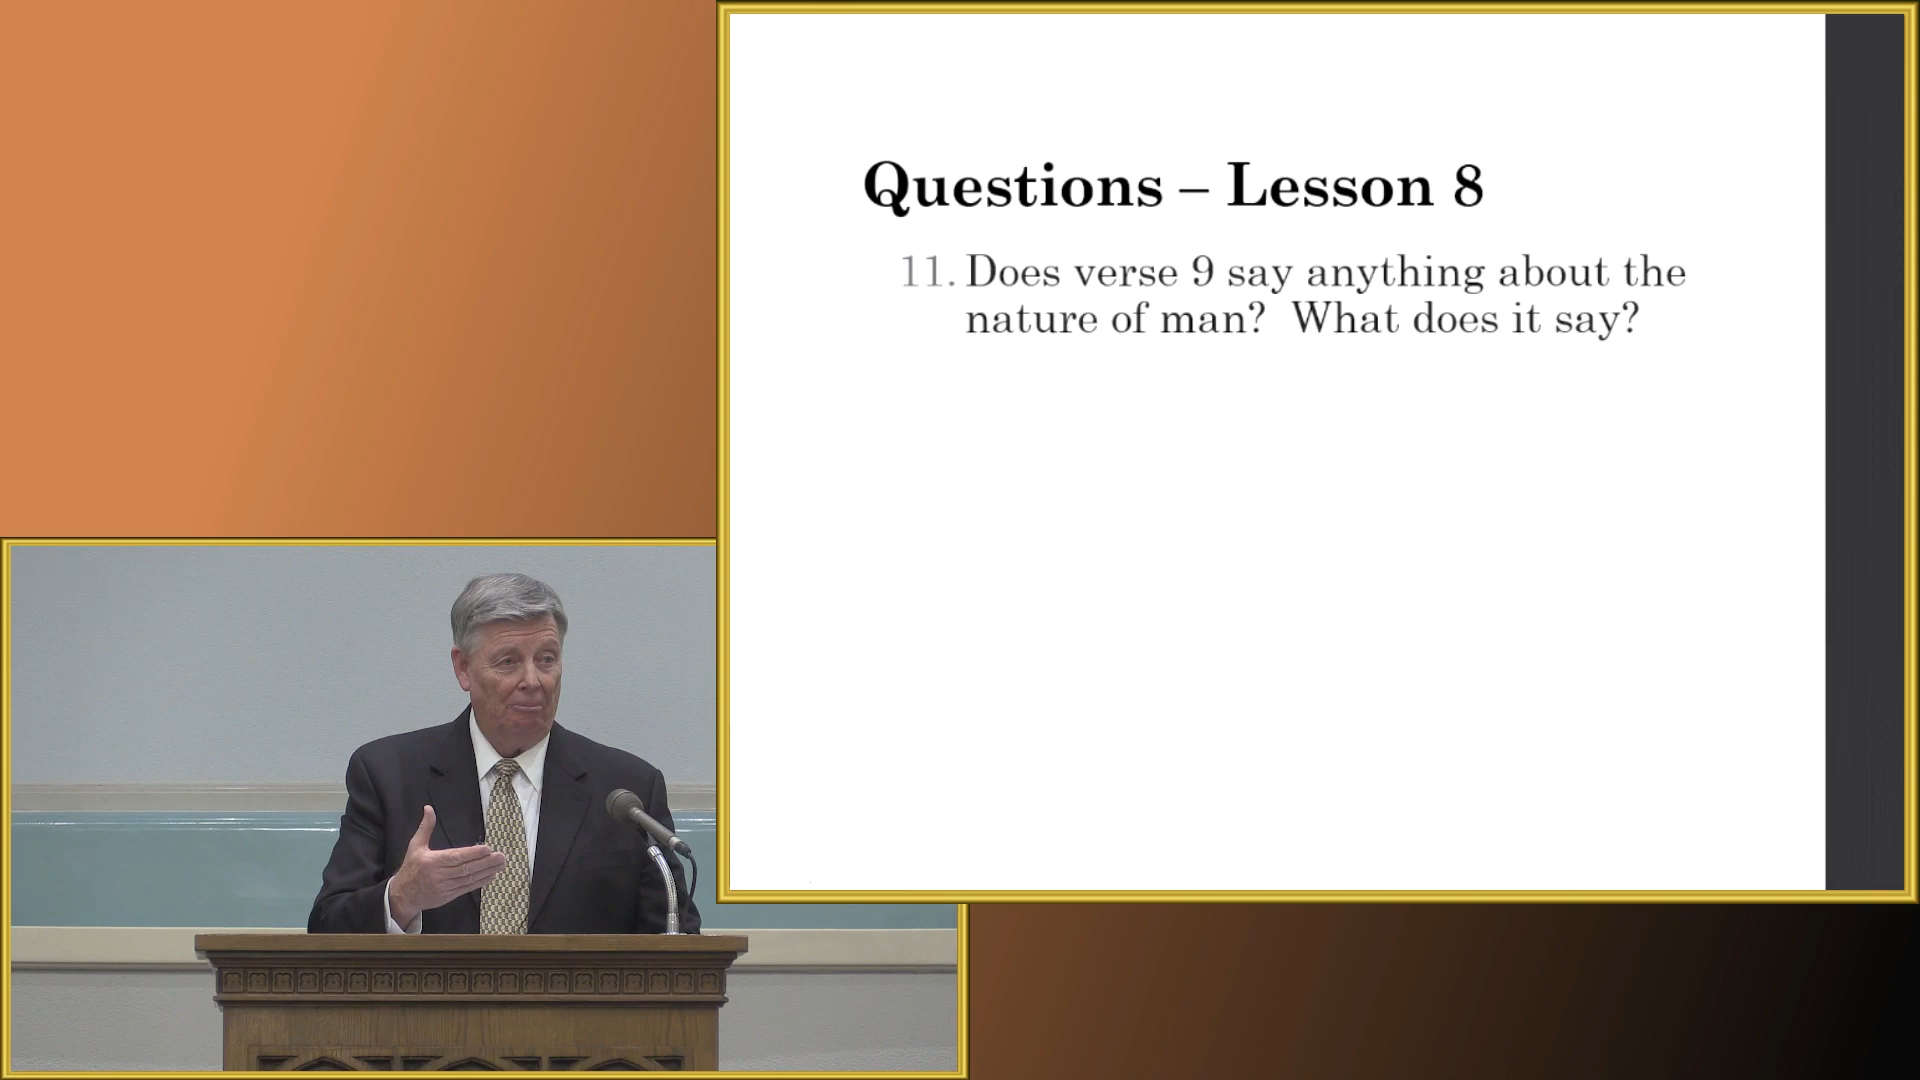 Questions – Lesson 8
11. Does verse 9 say anything about the
nature of man?  What does it say?